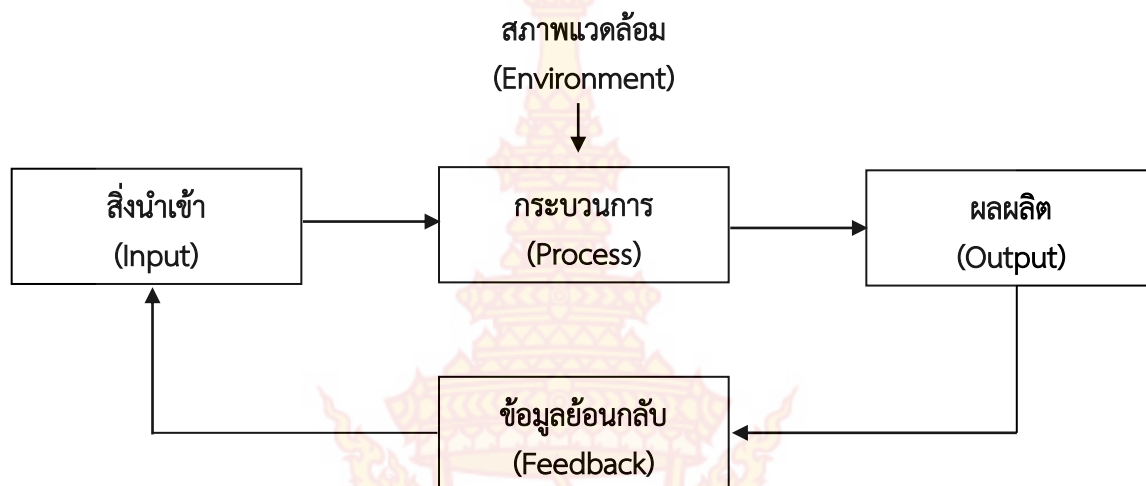 สภาพแวดล้อม
(Environment)
สิ่งนำเข้า
(Input)
กระบวนการ
(Process)
ผลผลิต
(Output)
ข้อมูลย้อนกลับ
(Feedback)